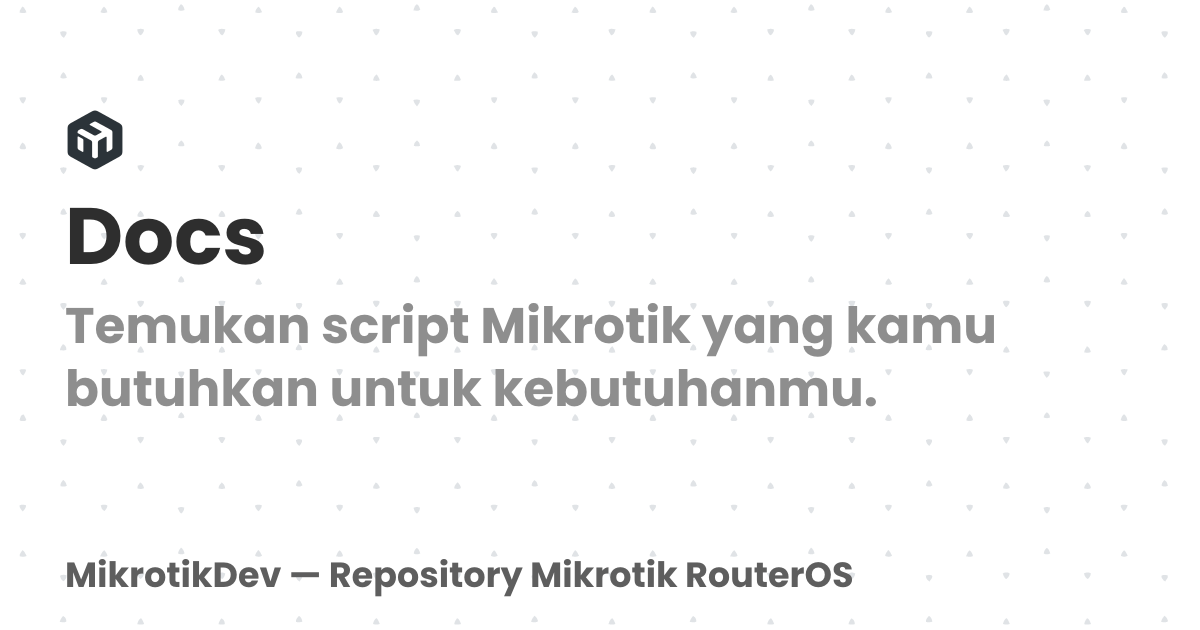 Docs
Temukan script Mikrotik yang kamu
butuhkan untuk kebutuhanmu.
MikrotikDev — Repository Mikrotik RouterOS